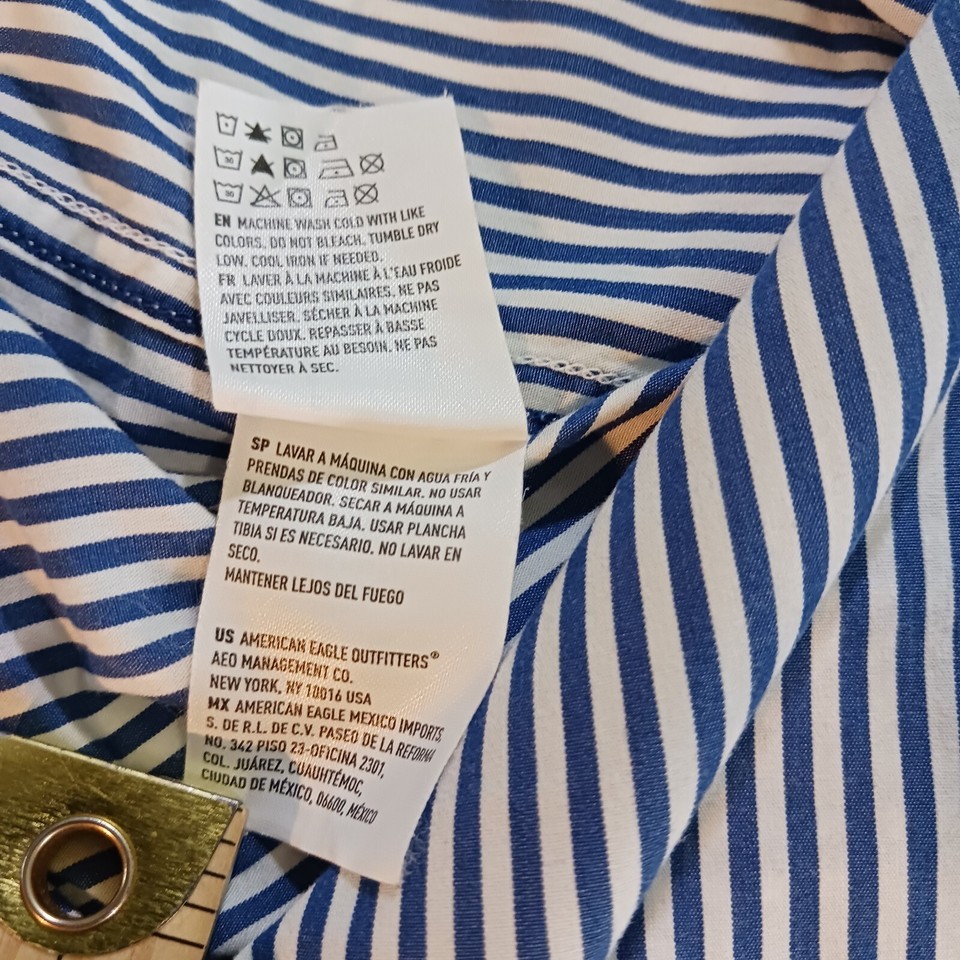 EN MACHINE WASH COLD WITH LIKE
COLORS. DO NOT BLEACH. TUMBLE DRY
LOW. COOL IRON IF NEEDED.
FR LAVER À LA MACHINE À L'EAU FROIDE
AVEC COULEURS SIMILAIRES. NE PAS
JAVELLISER. SÉCHER À LA MACHINE
CYCLE DOUX. REPASSER À BASSE
TEMPÉRATURE AU BESOIN. NE PAS
NETTOYER À SEC.
SP LAVAR A MÁQUINA CON AGUA FRÍA Y
PRENDAS DE COLOR SIMILAR. NO USAR
BLANQUEADOR. SECAR A MÁQUINA A
TEMPERATURA BAJA. USAR PLANCHA
TIBIA SI ES NECESARIO. NO LAVAR EN
SECO.
MANTENER LEJOS DEL FUEGO
US AMERICAN EAGLE OUTFITTERS®
AEO MANAGEMENT CO.
NEW YORK, NY 10016 USA
MX AMERICAN EAGLE MEXICO IMPORTS,
S. DE R.L. DE C.V. PASEO DE LA REFORMA
NO. 342 PISO 23-OFICINA 2301,
COL. JUÁREZ, CUAUHTÉMOC,
CIUDAD DE MÉXICO, 06600, MÉXICO